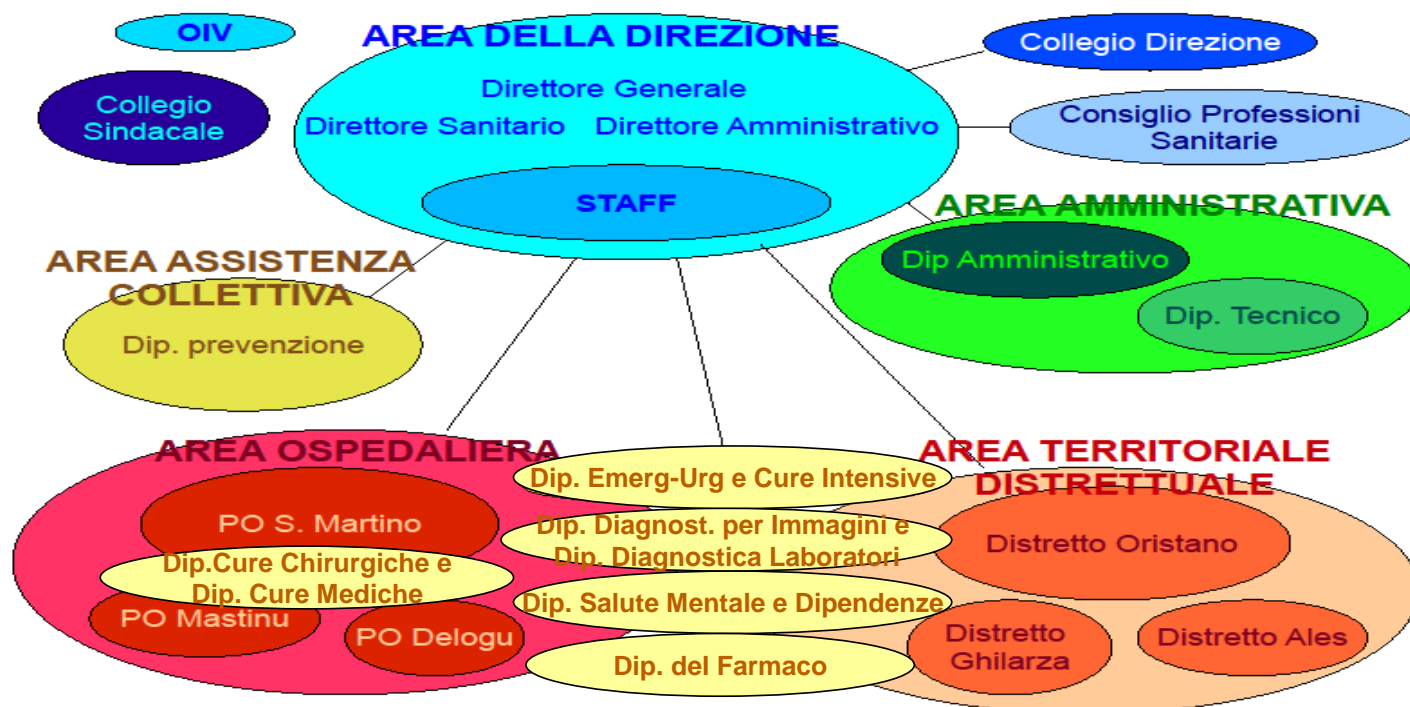 OIV
AREA DELLA DIREZIONE
Collegio Direzione
Direttore Generale
Collegio
Sindacale
Direttore Sanitario Direttore Amministrativo
Consiglio Professioni
Sanitarie
STAFF
AREA AMMINISTRATIVA
AREA ASSISTENZA
COLLETTIVA
Dip Amministrativo
Dip. Tecnico
Dip. prevenzione
AREA OSPEDALIERA
AREA TERRITORIALE
DISTRETTUALE
Dip. Emerg-Urg e Cure Intensive
PO S. Martino
Dip. Diagnost. per Immagini e
Dip. Diagnostica Laboratori
Distretto Oristano
Dip.Cure Chirurgiche e
Dip. Cure Mediche
Dip. Salute Mentale e Dipendenze
PO Mastinu
PO Delogu
Distretto
Ghilarza
Distretto Ales
Dip. del Farmaco